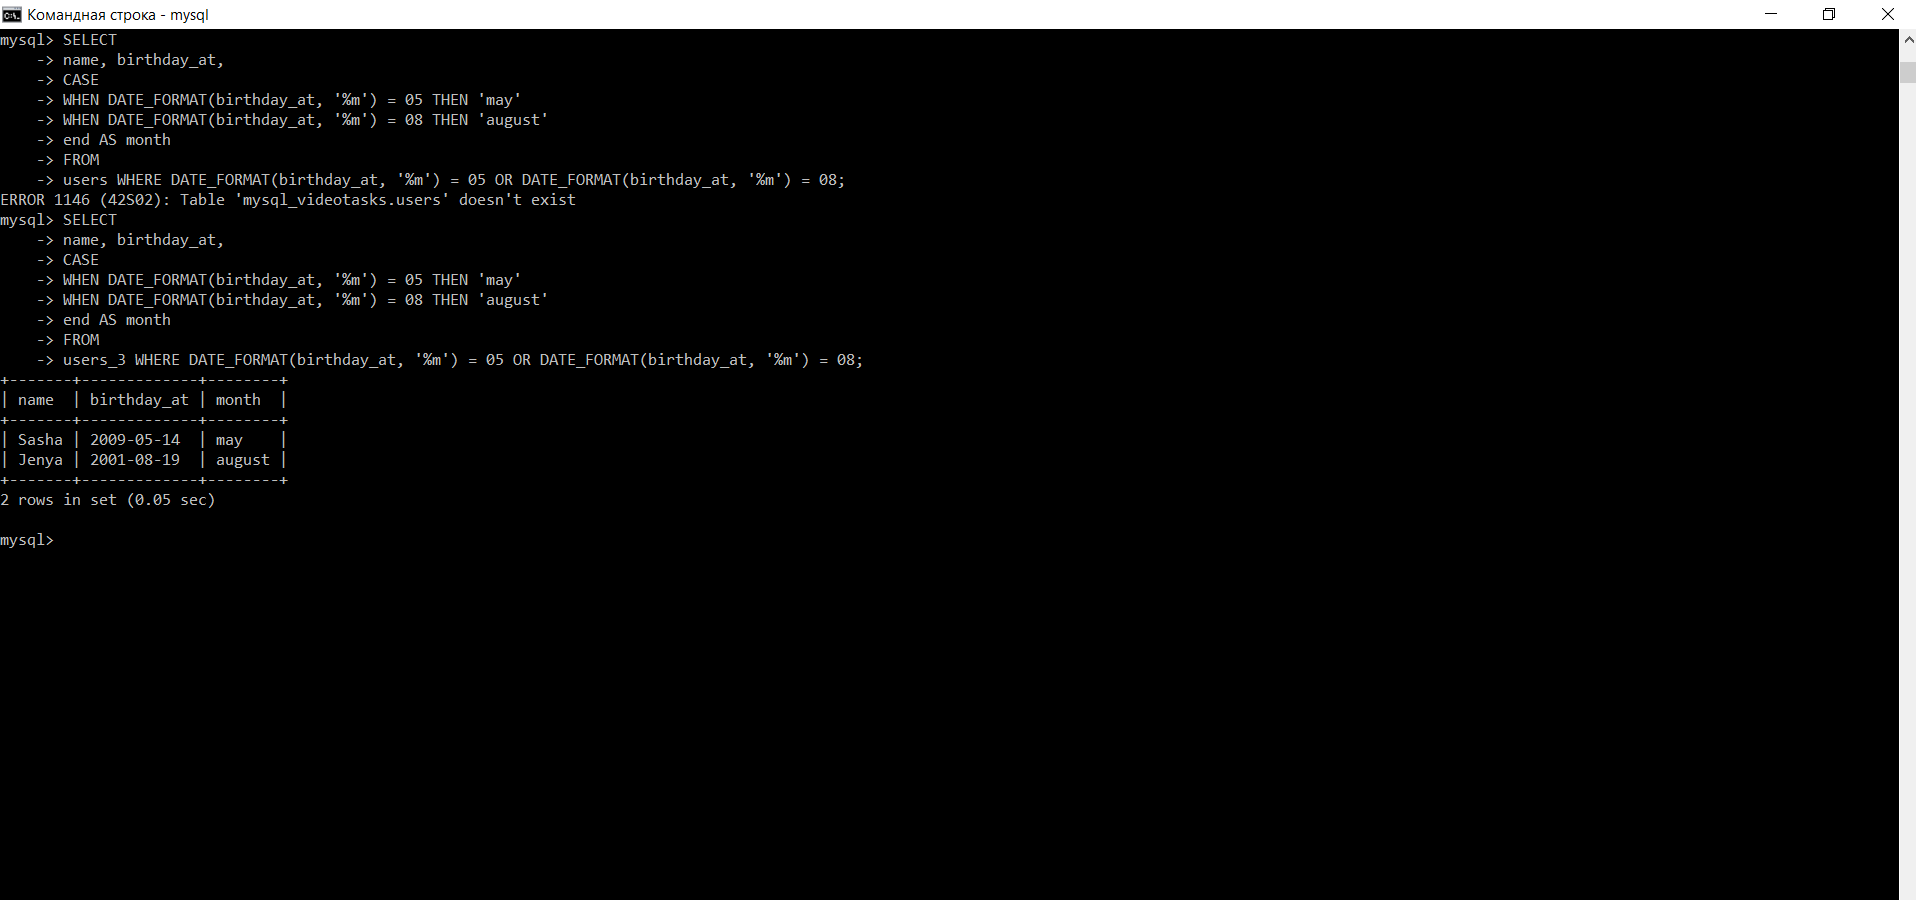 Командная строка - mysql
mysql> SELECT
    -> name, birthday_at,
    -> CASE
    -> WHEN DATE_FORMAT(birthday_at, '%m') = 05 THEN 'may'
    -> WHEN DATE_FORMAT(birthday_at, '%m') = 08 THEN 'august'
    -> end AS month
    -> FROM
    -> users WHERE DATE_FORMAT(birthday_at, '%m') = 05 OR DATE_FORMAT(birthday_at, '%m') = 08;
ERROR 1146 (42S02): Table 'mysql_videotasks.users' doesn't exist
mysql> SELECT
    -> name, birthday_at,
    -> CASE
    -> WHEN DATE_FORMAT(birthday_at, '%m') = 05 THEN 'may'
    -> WHEN DATE_FORMAT(birthday_at, '%m') = 08 THEN 'august'
    -> end AS month
    -> FROM
    -> users_3 WHERE DATE_FORMAT(birthday_at, '%m') = 05 OR DATE_FORMAT(birthday_at, '%m') = 08;
+-------+-------------+--------+
| name  | birthday_at | month  |
+-------+-------------+--------+
| Sasha | 2009-05-14  | may    |
| Jenya | 2001-08-19  | august |
+-------+-------------+--------+
2 rows in set (0.05 sec)
mysql>